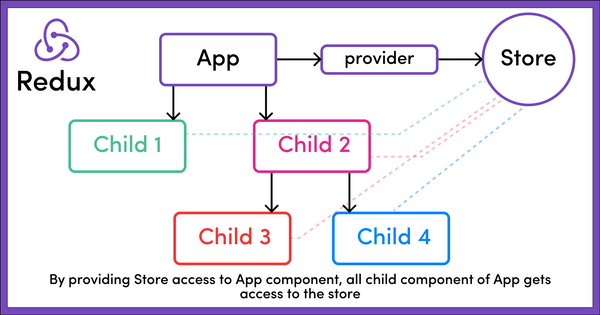 Redux
App
provider
Store
Child 1
Child 2
Child 3
Child 4
By providing Store access to App component, all child component of App gets
access to the store